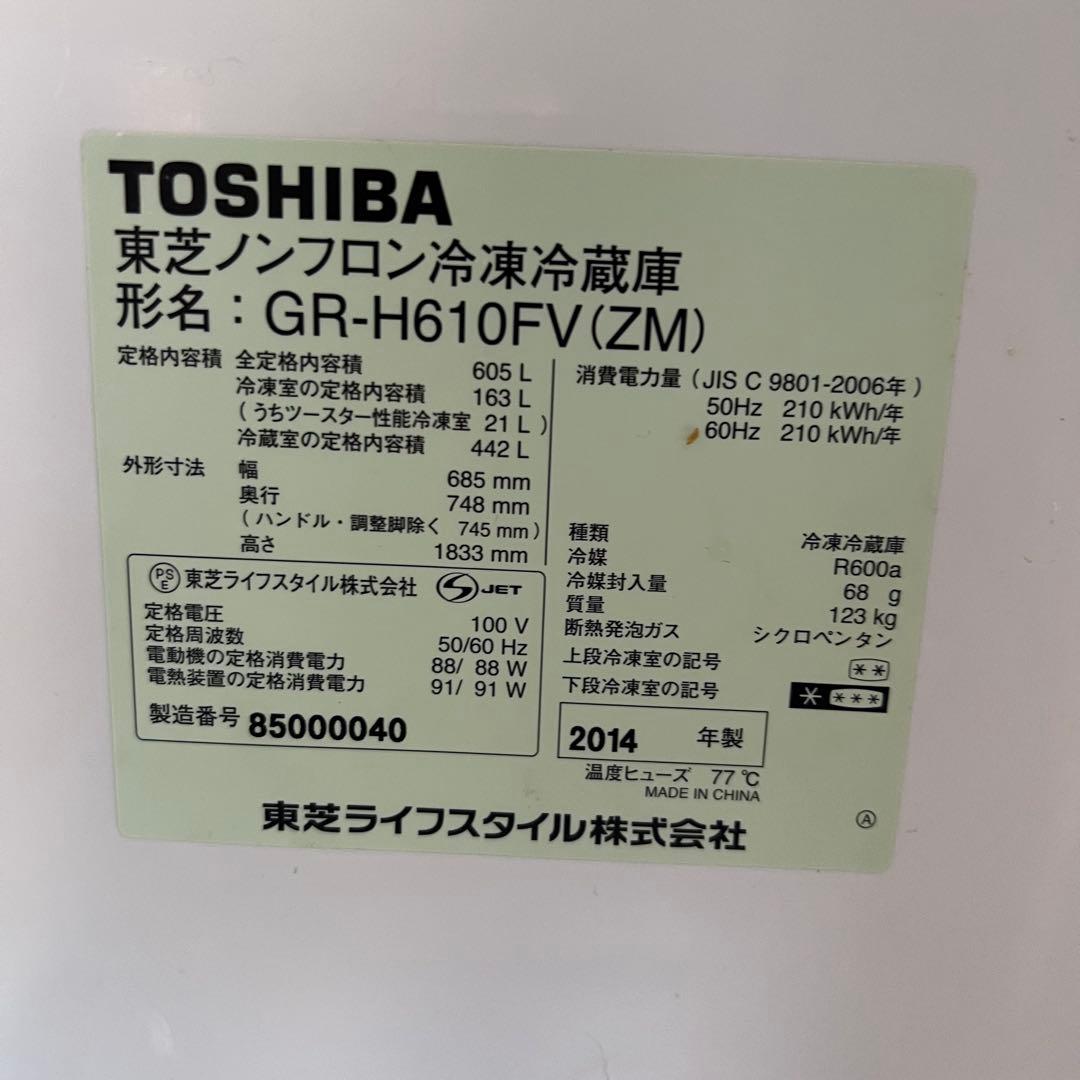 TOSHIBA
東芝ノンフロン冷凍冷蔵庫
形名：GR-H610FV(ZM)
定格内容積 全定格内容積 605 L
冷凍室の定格内容積 163 L
(うちツースター性能冷凍室 21 L)
冷蔵室の定格内容積 442 L
外形寸法 幅 685 mm
奥行 748 mm
(ハンドル・調整脚除く 745 mm)
高さ 1833 mm
PSE 東芝ライフスタイル株式会社 S JET
定格電圧 100 V
定格周波数 50/60 Hz
電動機の定格消費電力 88/ 88 W
電熱装置の定格消費電力 91/ 91 W
製造番号 85000040
消費電力量 (JIS C 9801-2006年)
50Hz 210 kWh/年
60Hz 210 kWh/年
種類 冷凍冷蔵庫
冷媒 R600a
冷媒封入量 68 g
質量 123 kg
断熱発泡ガス シクロペンタン
上段冷凍室の記号 **
下段冷凍室の記号 * ***
2014 年製
温度ヒューズ 77℃
MADE IN CHINA
東芝ライフスタイル株式会社
Ⓐ